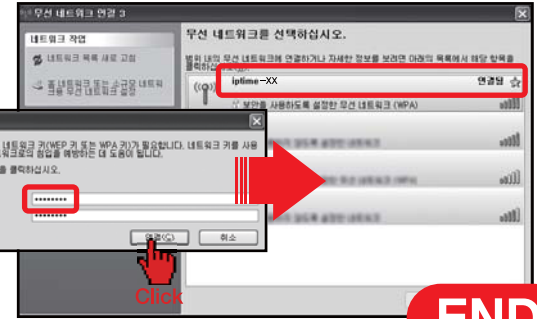 무선 네트워크 연결 3
네트워크 작업
네트워크 목록 새로 고침
홈 네트워크 또는 소규모 네트워
크용 무선 네트워크 설정
무선 네트워크를 선택하십시오.
범위 내의 무선 네트워크에 연결하거나 자세한 정보를 보려면 아래의 목록에서 해당 항목을
클릭하십
iptime-XX
연결됨
보안을 사용하도록 설정한 무선 네트워크 (WPA)
네트워크 키(WEP 키 또는 WPA 키)가 필요합니다. 네트워크 키를 사용
워크로의 침입을 예방하는 데 도움이 됩니다.
을 클릭하십시오.
••••••••
••••••••
연결(C)
취소
Click
END